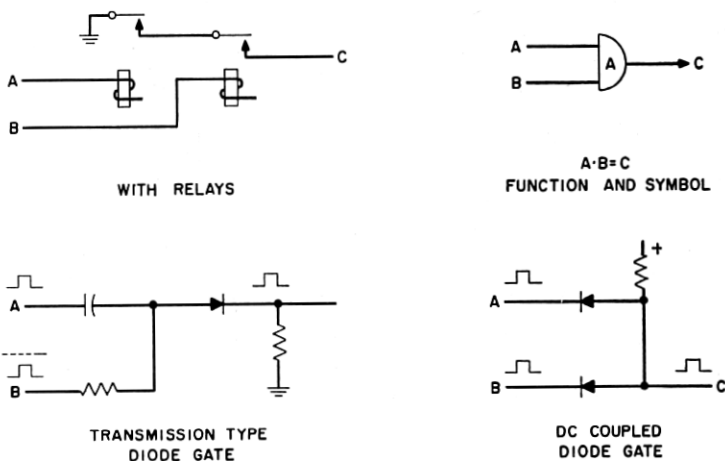 A
B
C
WITH RELAYS
A
B
A
C
A·B=C
FUNCTION AND SYMBOL
A
B
TRANSMISSION TYPE
DIODE GATE
+
A
B
C
DC COUPLED
DIODE GATE